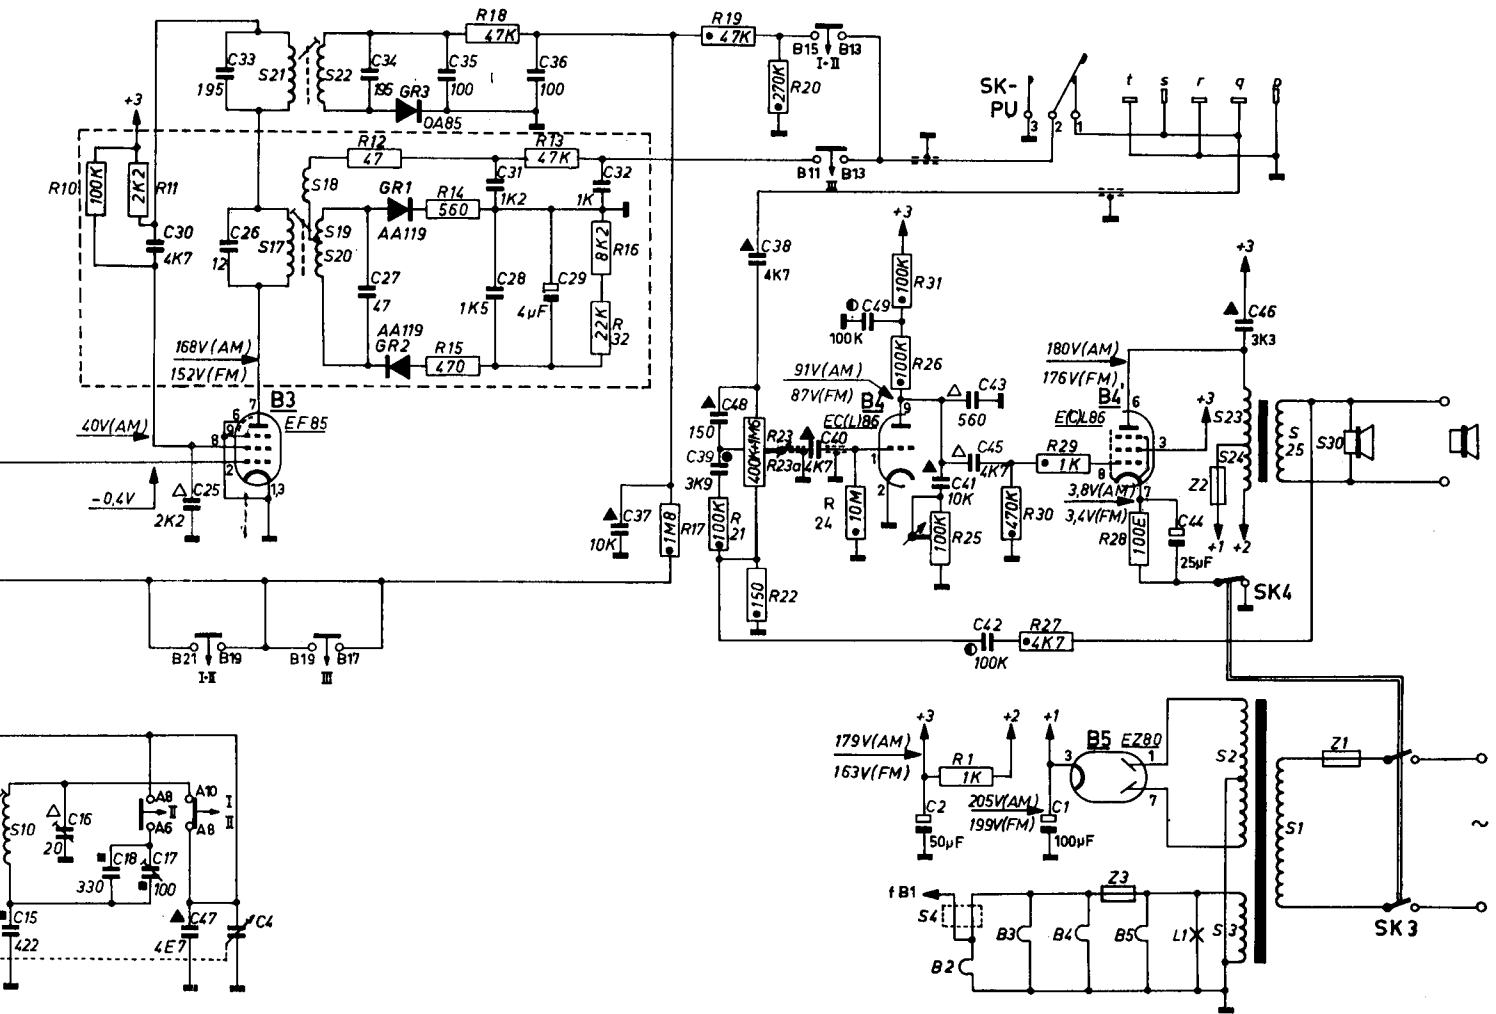 R18
47K
R19
47K
B15
B13
I-II
C33
195
S21
S22
C34
195
C35
100
C36
100
GR3
OA85
270K
R20
SK-
PU
3
2
1
t
s
r
q
p
+3
R10
100K
2K2
R11
C30
4K7
R12
47
R13
47K
S18
C31
1K2
C32
1K
GR1
AA119
R14
560
B11
B13
III
C26
12
S17
S19
S20
C27
47
C28
1K5
C29
4µF
8K2
R16
22K
R
32
AA119
GR2
R15
470
168V(AM)
152V(FM)
C38
4K7
+3
100K
R31
C49
100K
100K
R26
+3
C46
3K3
180V(AM)
176V(FM)
91V(AM)
87V(FM)
B4
EC(L)86
9
1
2
C43
560
B4
E(C)L86
6
3
8
7
+3
S23
S24
S
25
S30
Z2
+1
+2
40V(AM)
-0,4V
7
6
9
8
2
1,3
B3
EF85
C25
2K2
C37
10K
1M8
R17
C48
150
C39
3K9
400K+1M6
R23
R23a
C40
4K7
100K
R
21
150
R22
R
24
10M
C45
4K7
C41
10K
100K
R25
R29
1K
470K
R30
3,8V(AM)
3,4V(FM)
R28
100E
C44
25µF
SK4
C42
100K
R27
4K7
B21
B19
I-II
B19
B17
III
+3
+2
+1
179V(AM)
163V(FM)
R1
1K
C2
50µF
205V(AM)
199V(FM)
C1
100µF
B5
EZ80
3
1
7
S2
S1
Z1
~
SK3
S10
C16
20
A8
II
A6
A10
I
II
A8
C18
330
C17
100
C15
422
C47
4E7
C4
f B1
S4
B2
B3
B4
Z3
B5
L1
S3